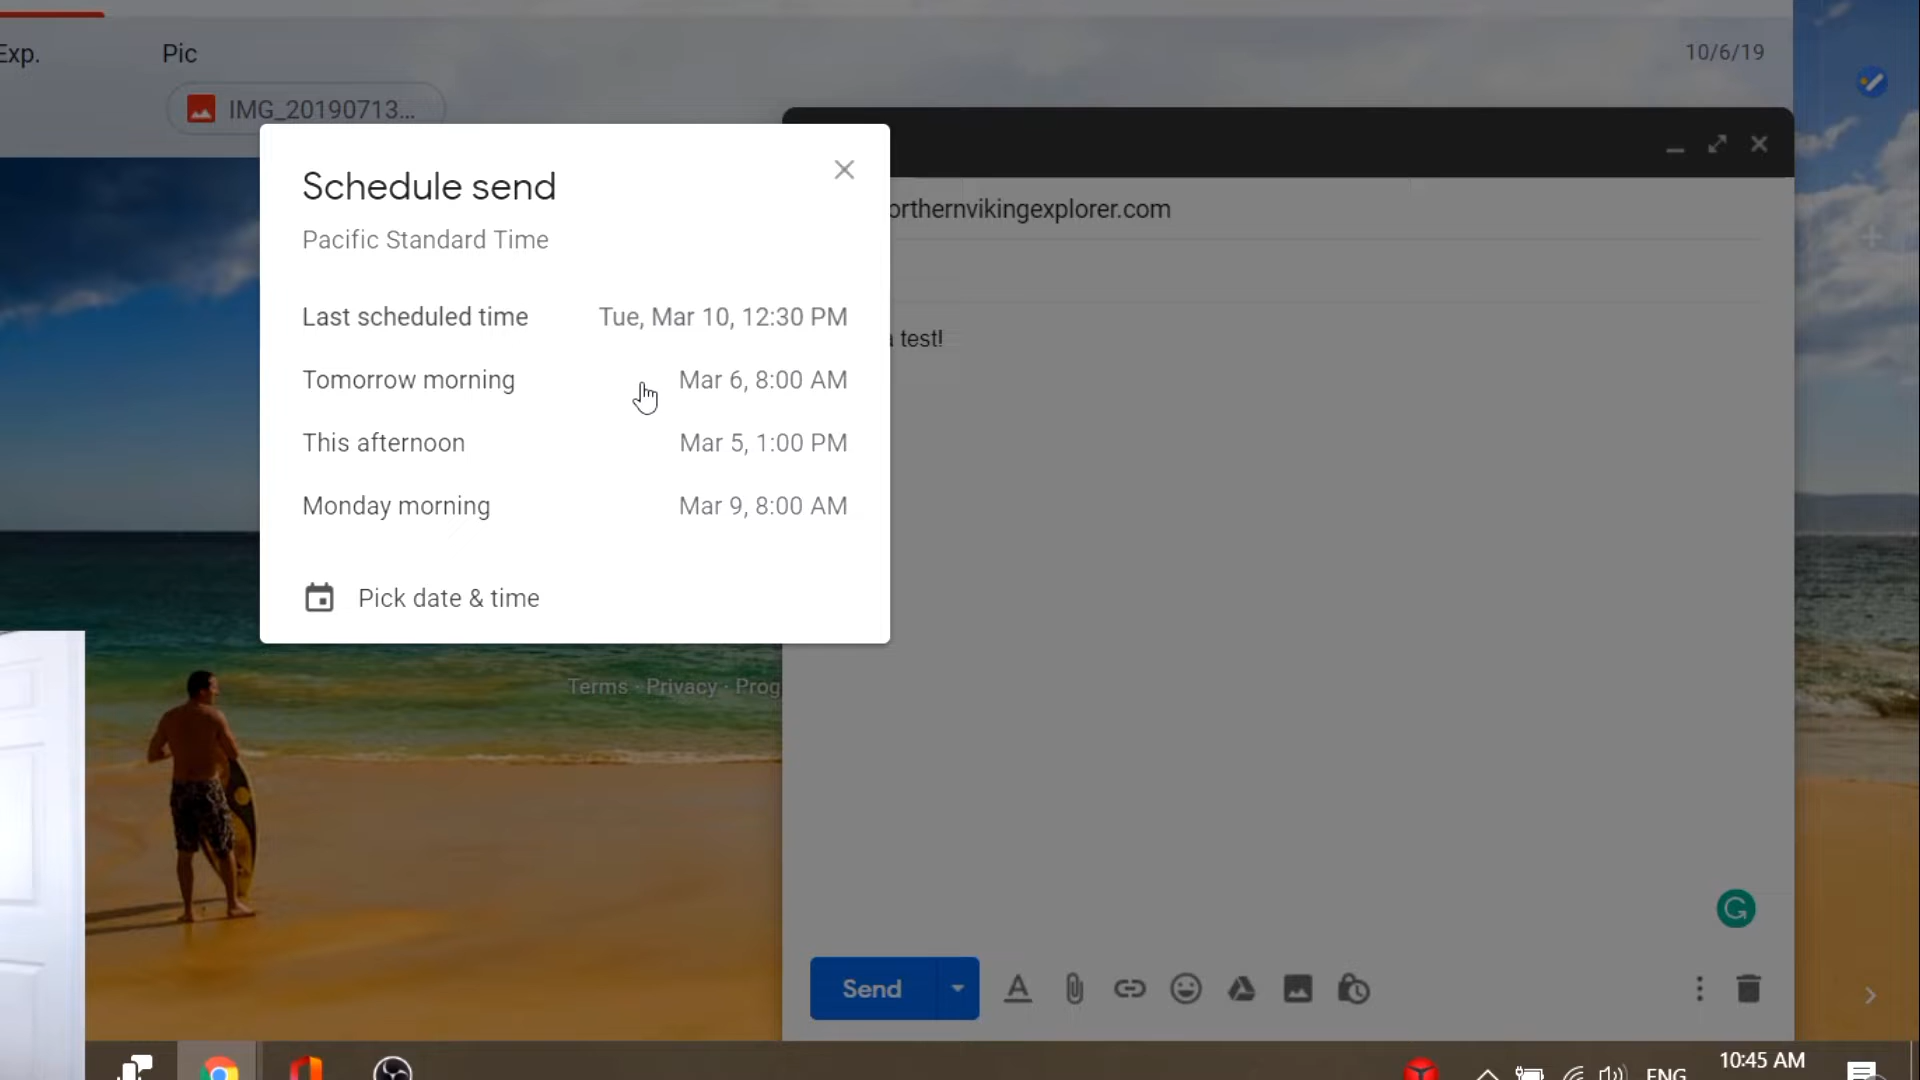 Exp.
Pic
10/6/19
IMG_20190713...
Schedule send
Pacific Standard Time
orthernvikingexplorer.com
Last scheduled time Tue, Mar 10, 12:30 PM
test!
Tomorrow morning Mar 6, 8:00 AM
This afternoon Mar 5, 1:00 PM
Monday morning Mar 9, 8:00 AM
Pick date & time
Terms · Privacy · Prog
Send
10:45 AM
ENG